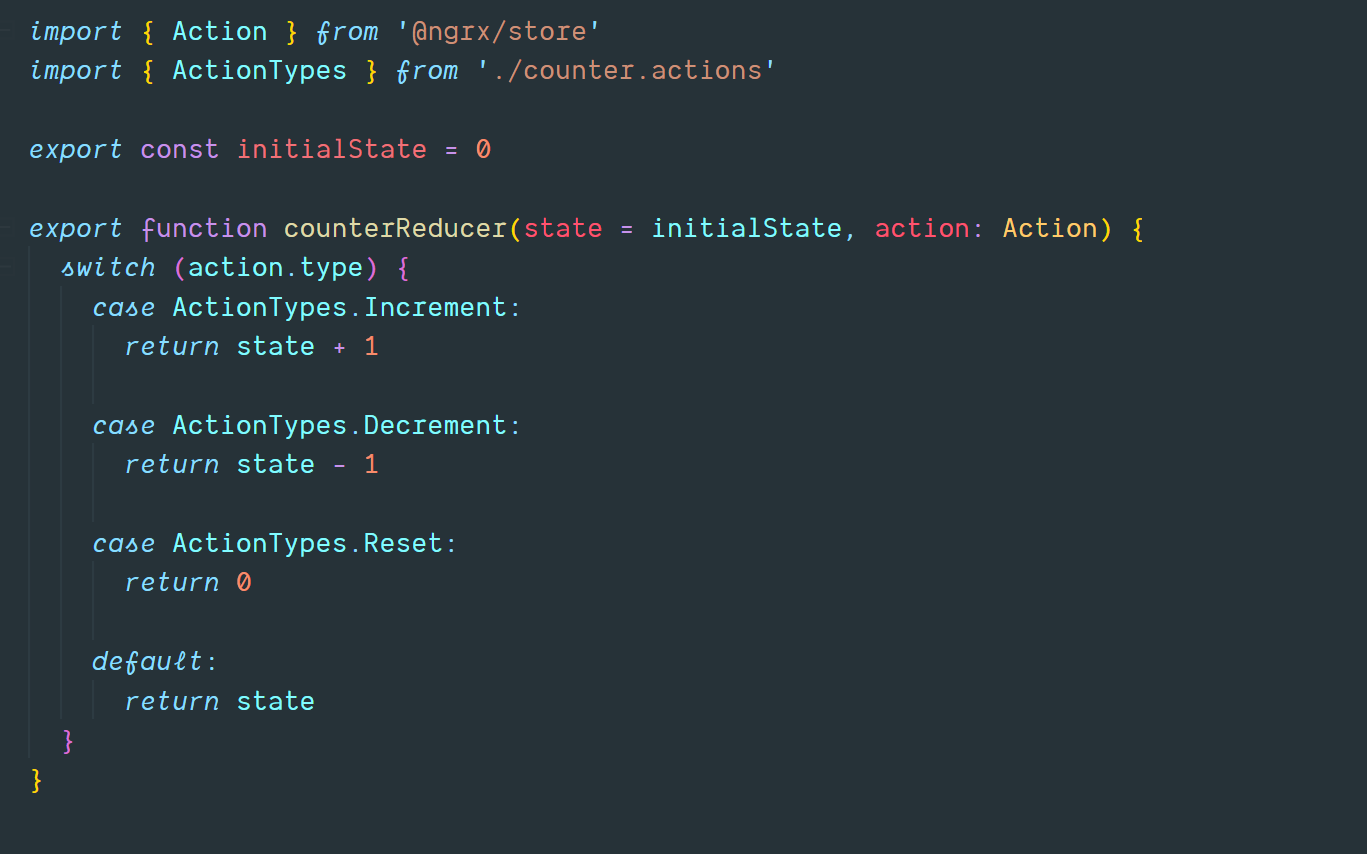 import { Action } from '@ngrx/store'
import { ActionTypes } from './counter.actions'

export const initialState = 0

export function counterReducer(state = initialState, action: Action) {
  switch (action.type) {
    case ActionTypes.Increment:
      return state + 1

    case ActionTypes.Decrement:
      return state - 1

    case ActionTypes.Reset:
      return 0

    default:
      return state
  }
}